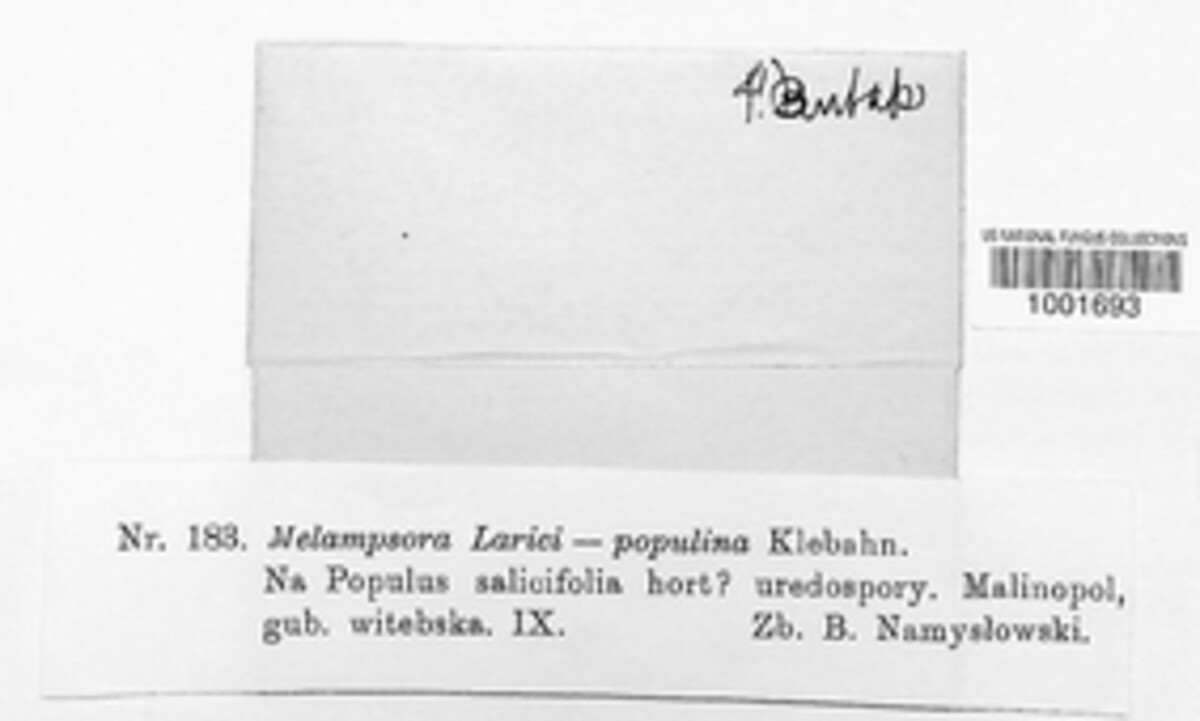 US NATIONAL FUNGUS COLLECTIONS
1001693
Nr. 183. Melampsora Larici — populina Klebahn.
Na Populus salicifolia hort? uredospory. Malinopol,
gub. witebska. IX. Zb. B. Namysłowski.